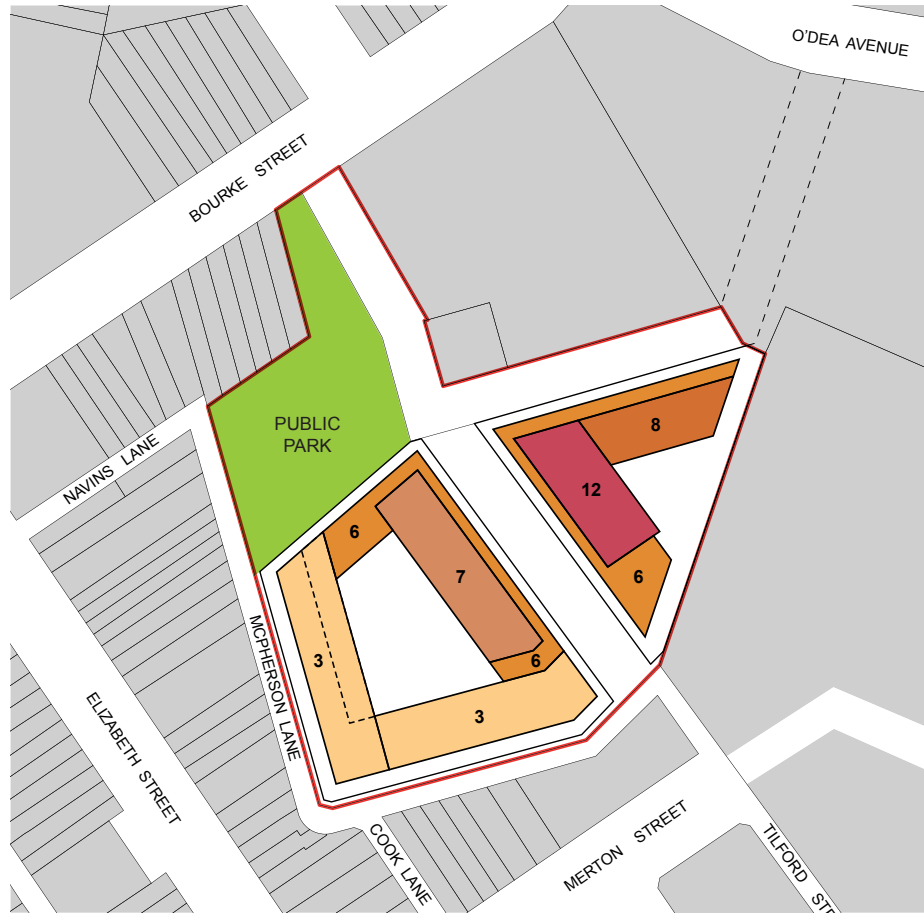 O'DEA AVENUE
BOURKE STREET
PUBLIC
PARK
8
NAVINS LANE
12
6
7
6
6
3
MCPHERSON LANE
3
ELIZABETH STREET
COOK LANE
MERTON STREET
TILFORD STR